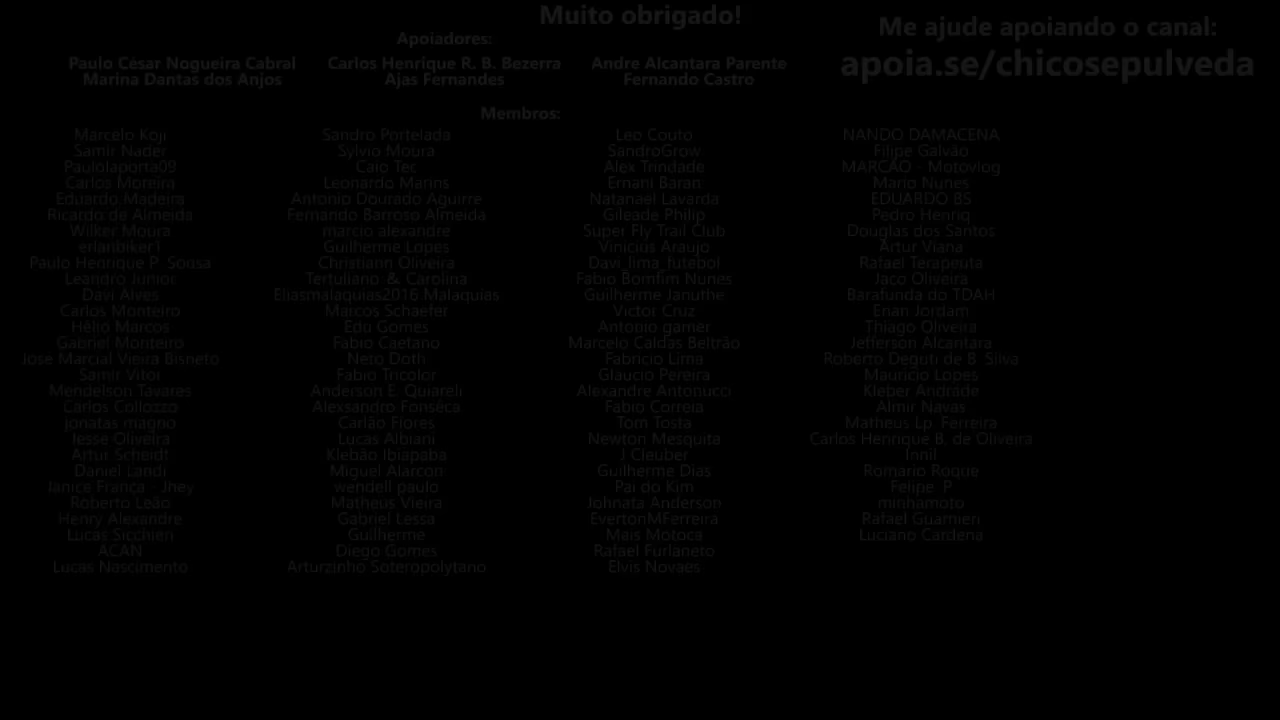 Muito obrigado!
Me ajude apoiando o canal:
apoia.se/chicosepulveda
Apoiadores:
Paulo César Nogueira Cabral
Marina Dantas dos Anjos
Carlos Henrique R. B. Bezerra
Ajas Fernandes
Andre Alcantara Parente
Fernando Castro
Membros:
Marcelo Koji
Samir Nader
Paulolaporta09
Carlos Moreira
Eduardo Madeira
Ricardo de Almeida
Wilker Moura
erlanbiker1
Paulo Henrique P. Sousa
Leandro Junior
Davi Alves
Carlos Monteiro
Hélio Marcos
Gabriel Monteiro
Jose Marcial Vieira Bisneto
Samir Vitor
Mendelson Tavares
Carlos Collozzo
jonatas magno
Jesse Oliveira
Artur Scheidt
Daniel Landi
Janice França - Jhey
Roberto Leão
Henry Alexandre
Lucas Sicchieri
ACAN
Lucas Nascimento
Sandro Portelada
Sylvio Moura
Caio Tec
Leonardo Marins
Antonio Dourado Aguirre
Fernando Barroso Almeida
marcio alexandre
Guilherme Lopes
Christiann Oliveira
Tertuliano & Carolina
Eliasmalaquias2016 Malaquias
Marcos Schaefer
Edo Gomes
Fabio Caetano
Neto Dothi
Fabio Tricolor
Anderson E. Quiareli
Alexsandro Fonsêca
Carlão Flores
Lucas Albiani
Klebão Ibiapaba
Miguel Alarcon
wendell paulo
Matheus Vieira
Gabriel Lessa
Guilherme
Diego Gomes
Arturzinho Soteropolytano
Leo Couto
SandroGrow
Alex Trindade
Ernani Baran
Natanael Lavarda
Gileade Philip
Super Fly Trail Club
Vinicius Araujo
Davi_lima_futebol
Fabio Bomfim Nunes
Guilherme Januthe
Victor Cruz
Antonio gamer
Marcelo Caldas Beltrão
Fabricio Lima
Glaucio Pereira
Alexandre Antonucci
Fabio Correia
Tom Tosta
Newton Mesquita
J Cleuber
Guilherme Dias
Pai do Kim
Johnata Anderson
EvertonMFerreira
Mais Motoca
Rafael Furlaneto
Elvis Novaes
NANDO DAMACENA
Filipe Galvão
MARCÃO - Motovlog
Mario Nunes
EDUARDO BS
Pedro Henriq
Douglas dos Santos
Artur Viana
Rafael Terapeuta
Jaco Oliveira
Barafunda do TDAH
Erian Jordam
Thiago Oliveira
Jefferson Alcantara
Roberto Deguti de B. Silva
Mauricio Lopes
Kleber Andrade
Almir Navas
Matheus Lp. Ferreira
Carlos Henrique B. de Oliveira
Innil
Romario Roque
Felipe .P
minhamoto
Rafael Guarnieri
Luciano Cardena